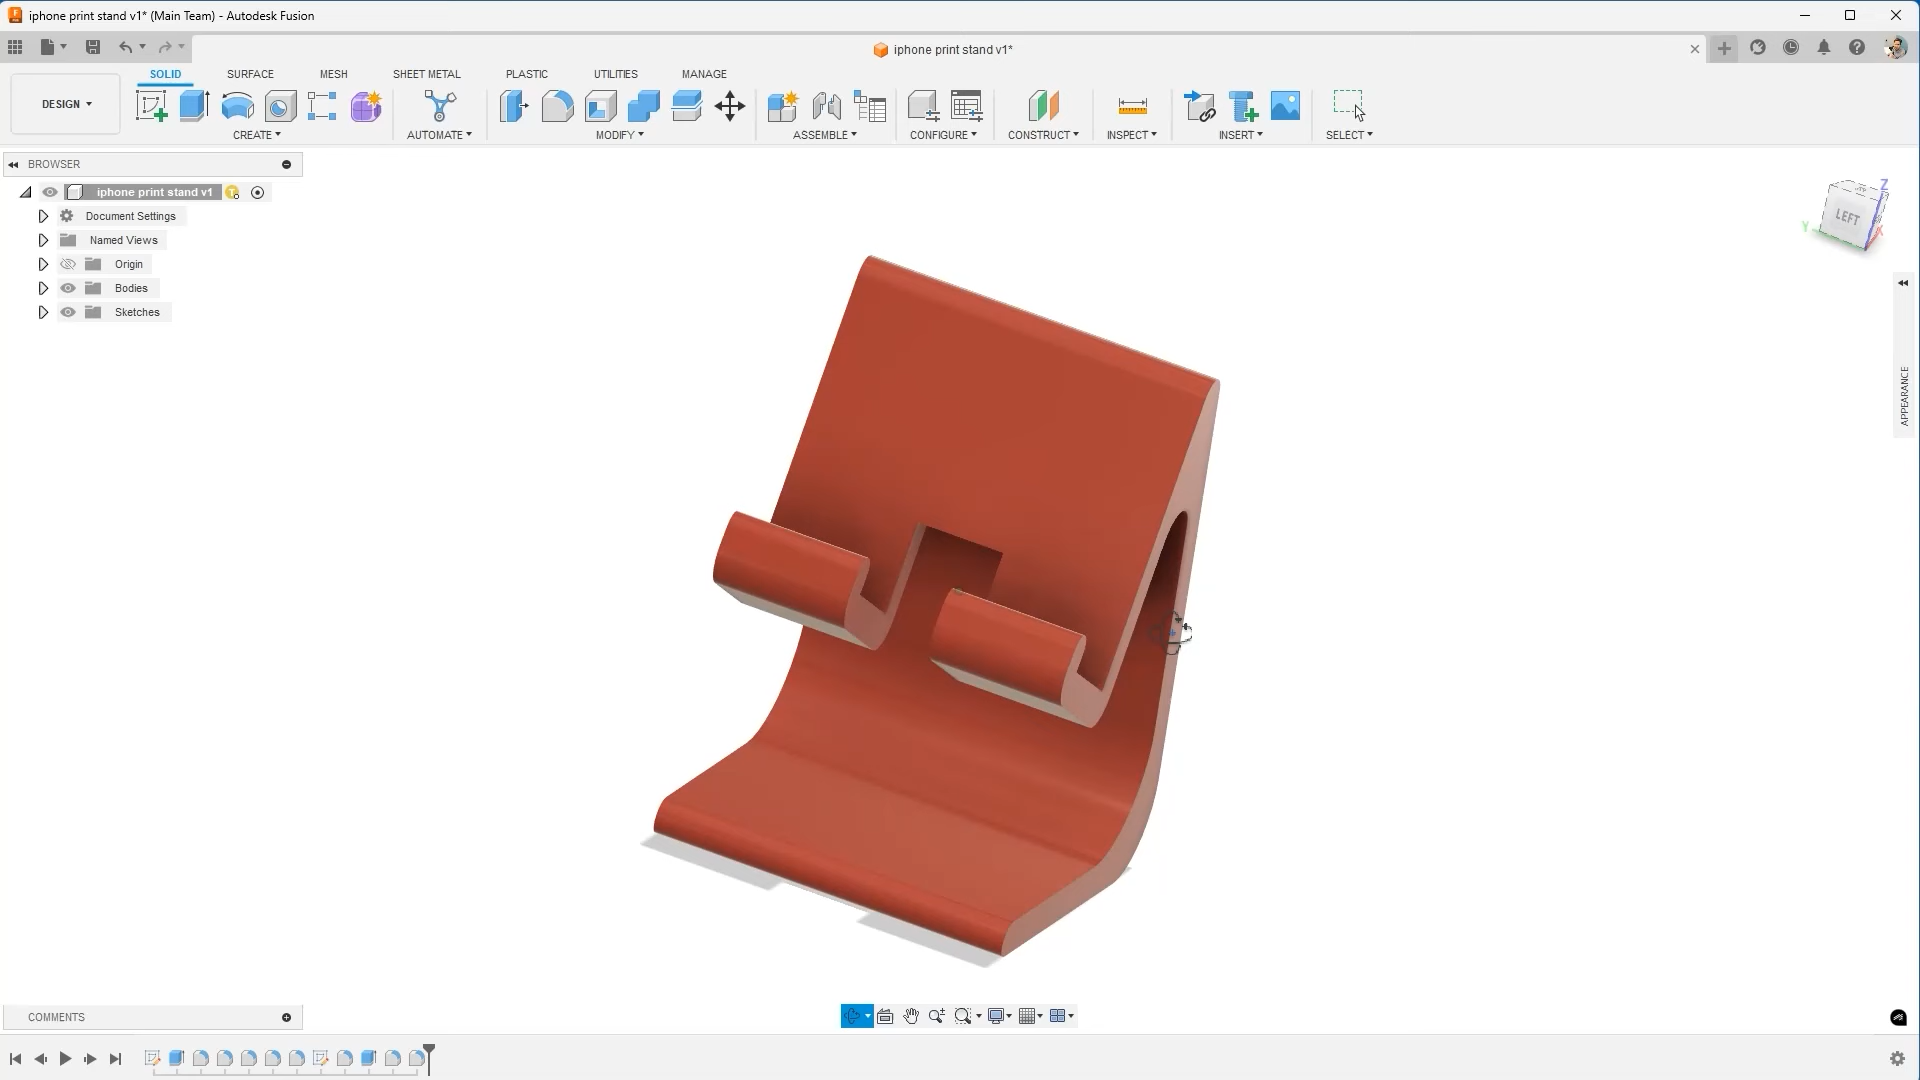 iphone print stand v1* (Main Team) - Autodesk Fusion
iphone print stand v1*
DESIGN
SOLID
SURFACE
MESH
SHEET METAL
PLASTIC
UTILITIES
MANAGE
CREATE
AUTOMATE
MODIFY
ASSEMBLE
CONFIGURE
CONSTRUCT
INSPECT
INSERT
SELECT
BROWSER
iphone print stand v1
Document Settings
Named Views
Origin
Bodies
Sketches
Z
LEFT
Y
X
APPEARANCE
COMMENTS